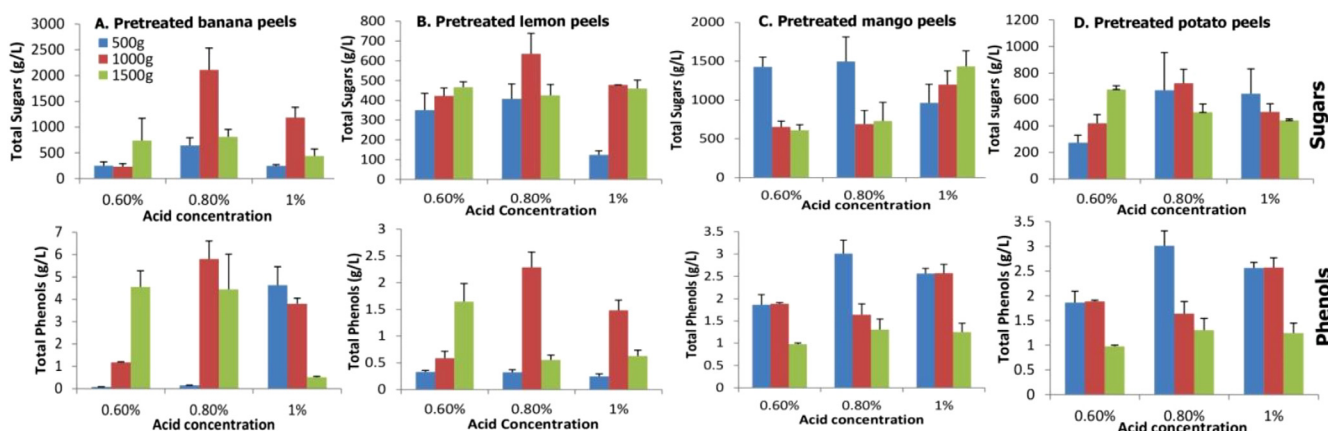 A. Pretreated banana peels
Total Sugars (g/L)
3000
2500
2000
1500
1000
500
0
500g
1000g
1500g
0.60% 0.80% 1%
Acid concentration
B. Pretreated lemon peels
Total Sugars (g/L)
800
700
600
500
400
300
200
100
0
0.60% 0.80% 1%
Acid Concentration
C. Pretreated mango peels
Total Sugars (g/L)
2000
1500
1000
500
0
0.60% 0.80% 1%
Acid concentration
D. Pretreated potato peels
Total sugars (g/L)
1200
1000
800
600
400
200
0
0.60% 0.80% 1%
Acid concentration
Sugars
Total Phenols (g/L)
7
6
5
4
3
2
1
0
0.60% 0.80% 1%
Acid concentration
Total Phenols (g/L)
3
2.5
2
1.5
1
0.5
0
0.60% 0.80% 1%
Acid concentration
Total Phenols (g/L)
3.5
3
2.5
2
1.5
1
0.5
0
0.60% 0.80% 1%
Acid concentration
Total Phenols (g/L)
3.5
3
2.5
2
1.5
1
0.5
0
0.60% 0.80% 1%
Acid concentration
Phenols